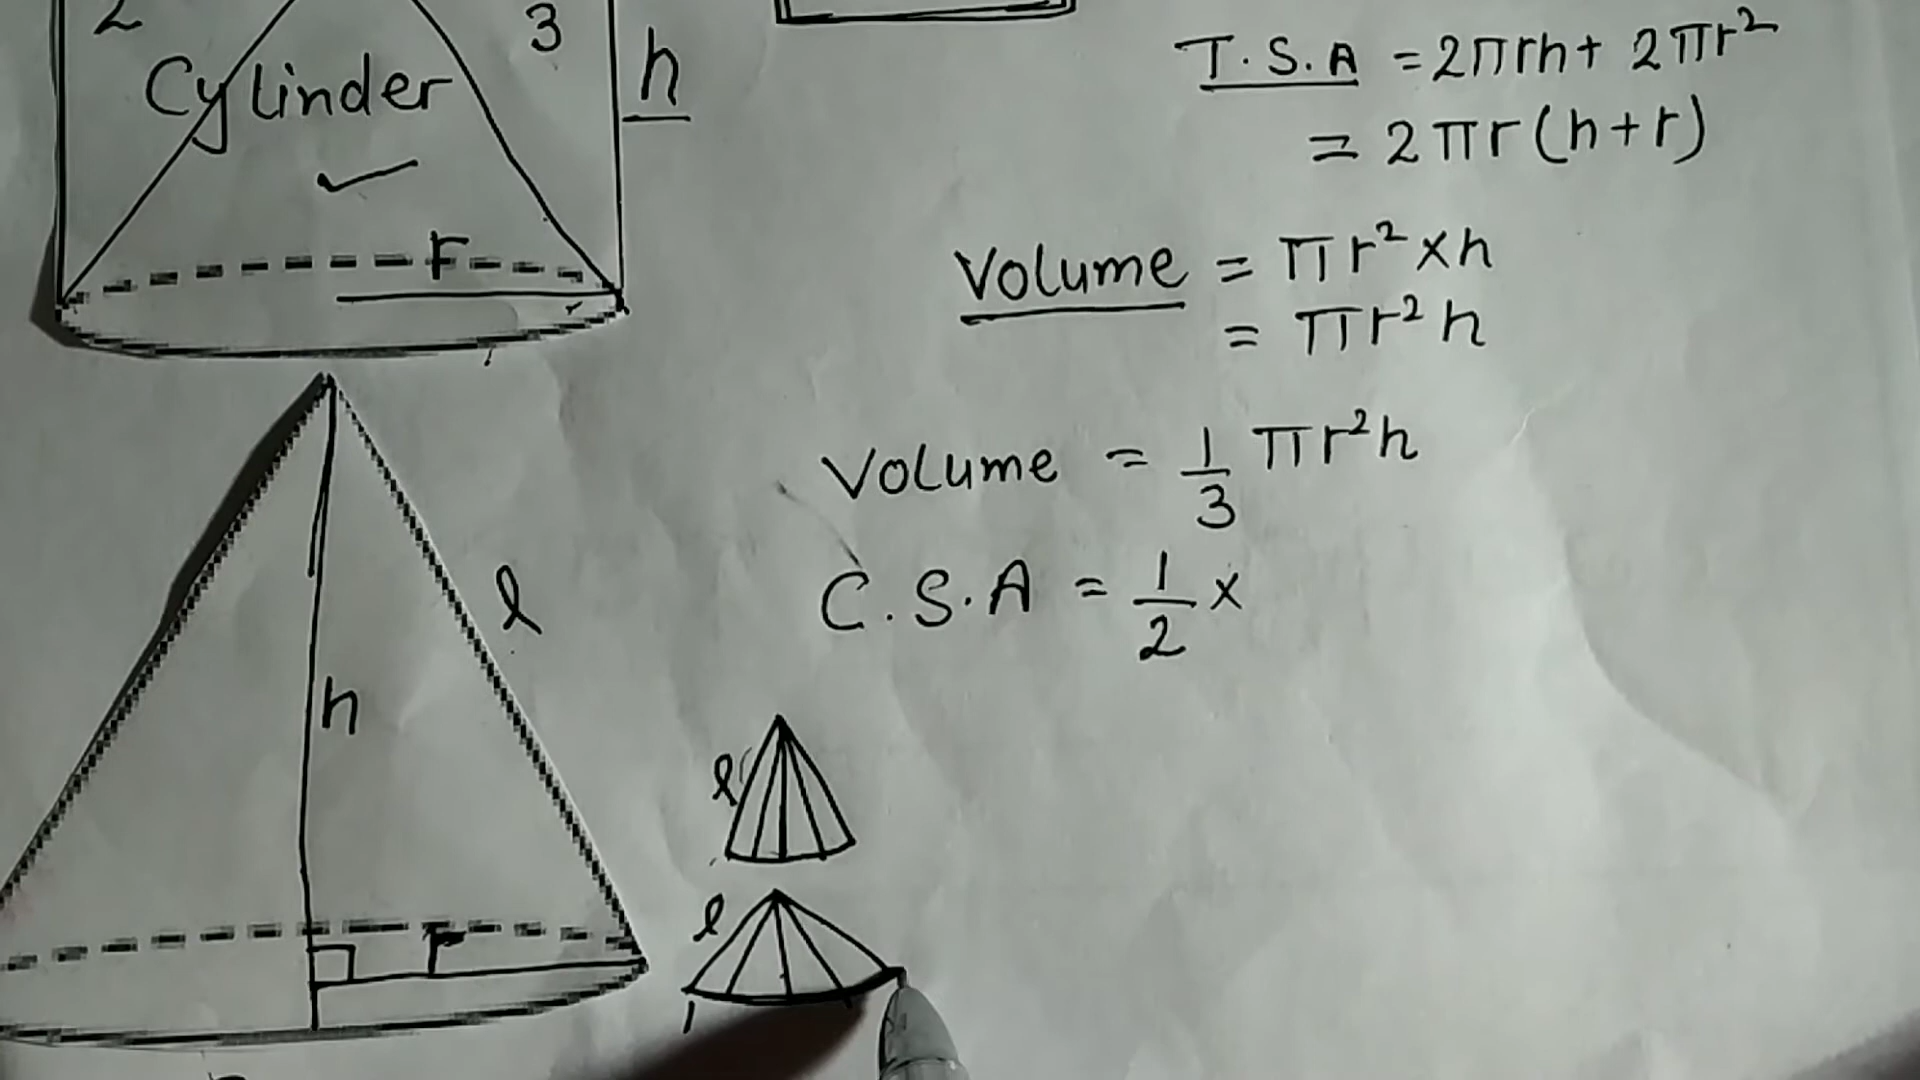 2
3
Cylinder
h
r
T.S.A = 2πrh + 2πr²
= 2πr(h+r)
Volume = πr² × h
= πr²h
Volume = 1/3 πr²h
C.S.A = 1/2 ×
l
h
r
l
l